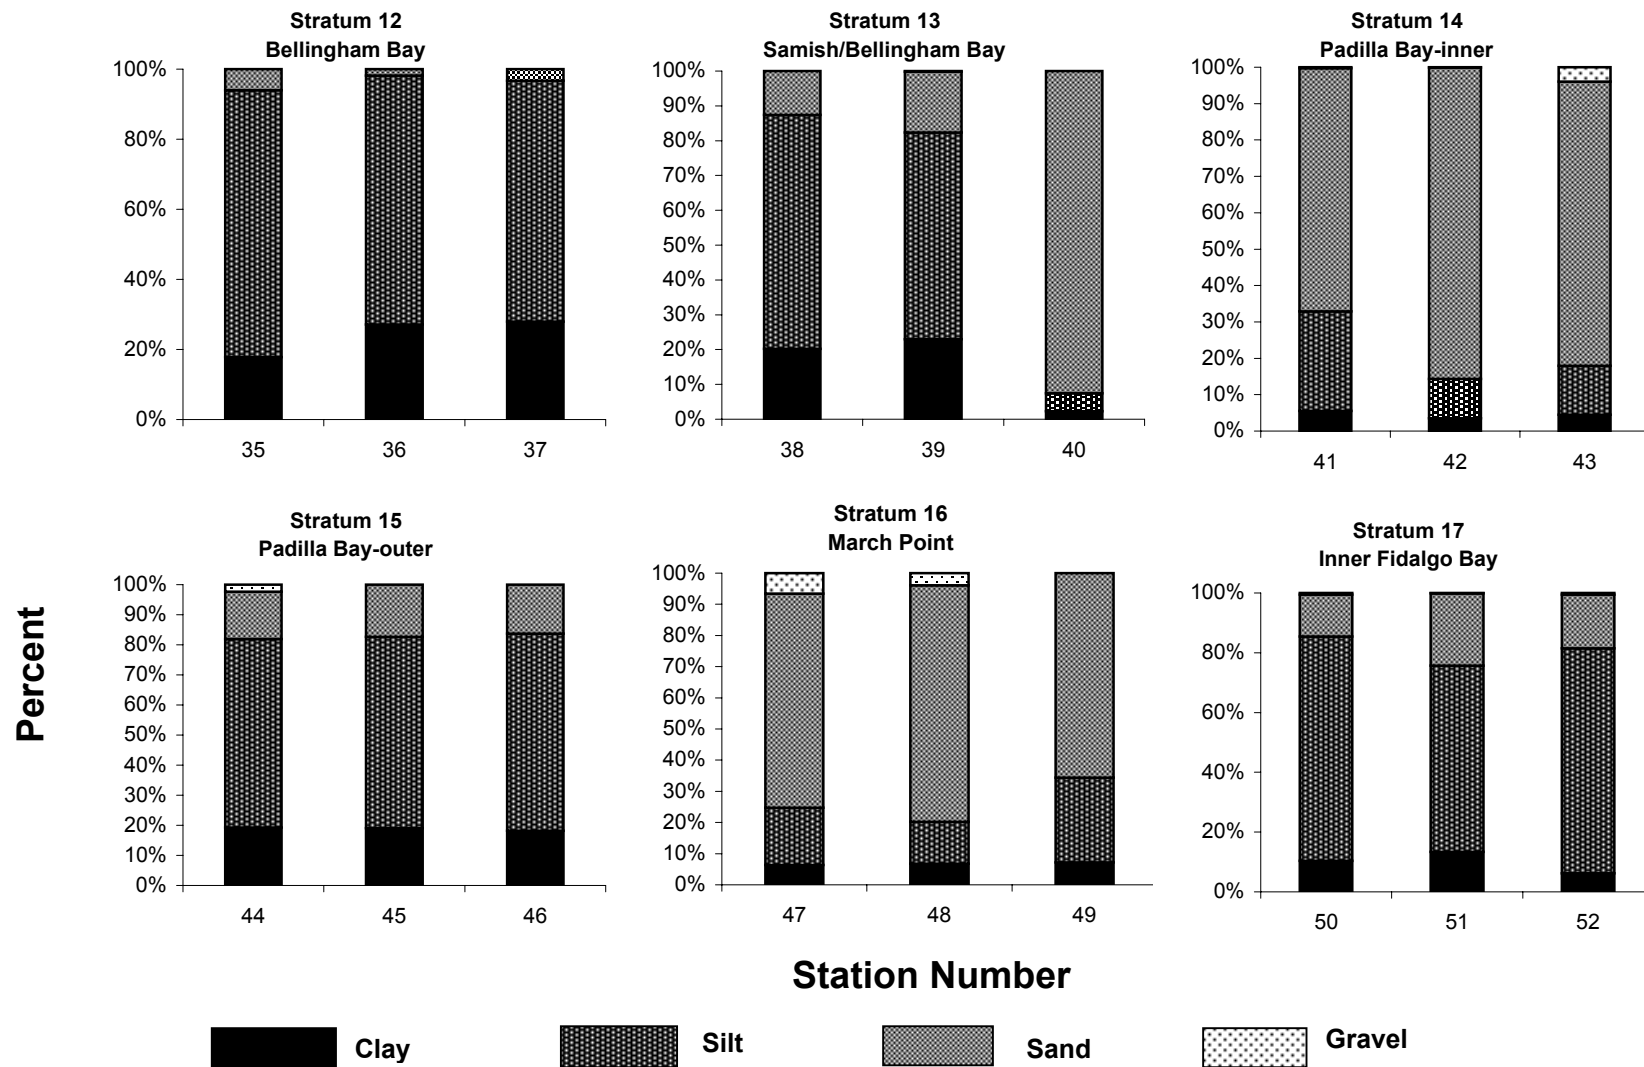 Stratum 12
Bellingham Bay
100%
80%
60%
40%
20%
0%
35 36 37
Stratum 13
Samish/Bellingham Bay
100%
90%
80%
70%
60%
50%
40%
30%
20%
10%
0%
38 39 40
Stratum 14
Padilla Bay-inner
100%
90%
80%
70%
60%
50%
40%
30%
20%
10%
0%
41 42 43
Percent
Stratum 15
Padilla Bay-outer
100%
90%
80%
70%
60%
50%
40%
30%
20%
10%
0%
44 45 46
Stratum 16
March Point
100%
90%
80%
70%
60%
50%
40%
30%
20%
10%
0%
47 48 49
Stratum 17
Inner Fidalgo Bay
100%
80%
60%
40%
20%
0%
50 51 52
Station Number
Clay Silt Sand Gravel